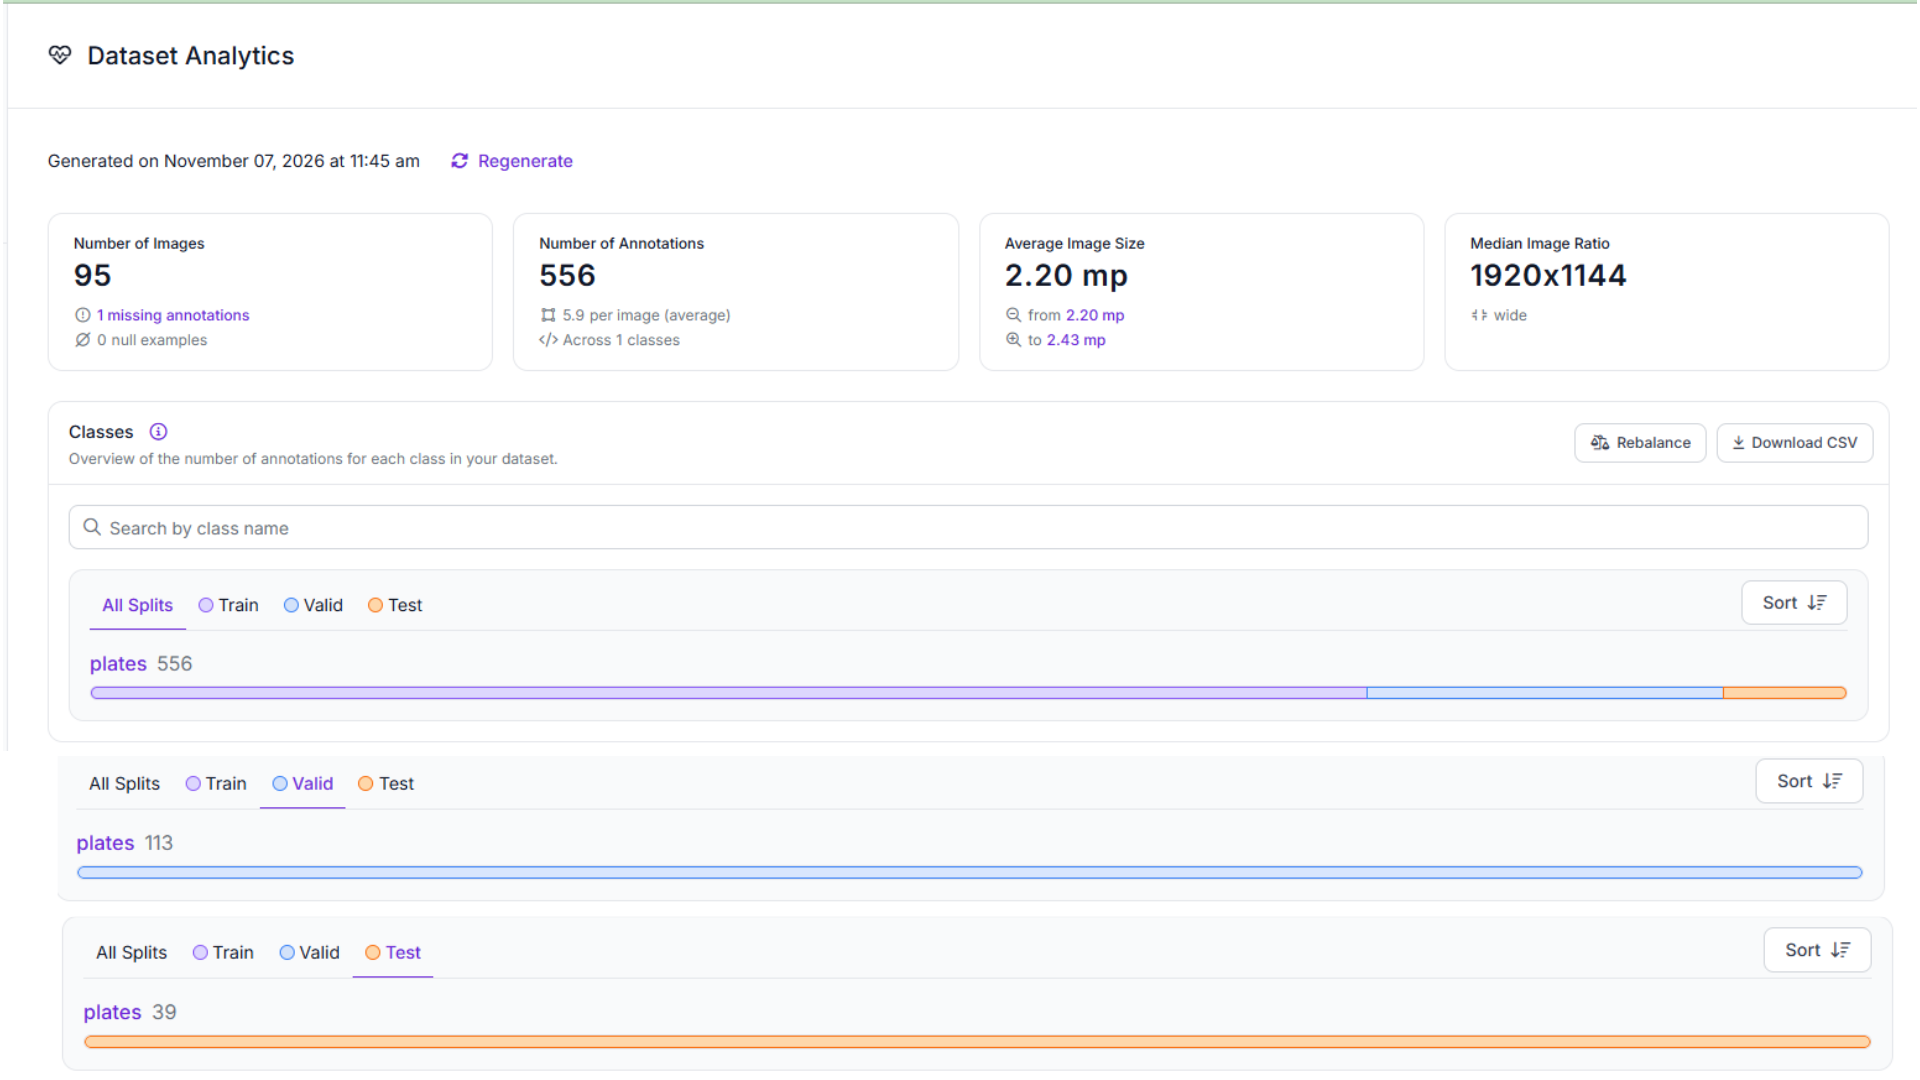 Dataset Analytics
Generated on November 07, 2026 at 11:45 am Regenerate
Number of Images
95
1 missing annotations
0 null examples
Number of Annotations
556
5.9 per image (average)
</> Across 1 classes
Average Image Size
2.20 mp
from 2.20 mp
to 2.43 mp
Median Image Ratio
1920x1144
wide
Classes
Overview of the number of annotations for each class in your dataset.
Rebalance
Download CSV
Search by class name
All Splits Train Valid Test Sort
plates 556
All Splits Train Valid Test Sort
plates 113
All Splits Train Valid Test Sort
plates 39